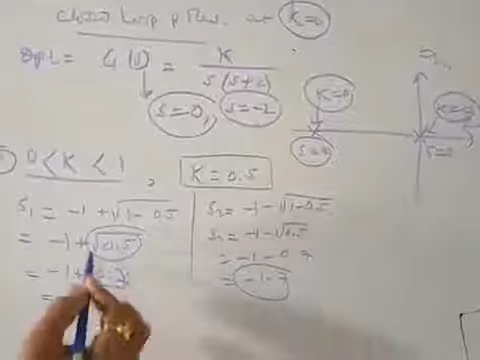 closed loop poles at K=0
G(s) = K / s(s+2)
s=0, s=-2
K=0
K=0
s=0
0 < K < 1, K = 0.5
s₁ = -1 + √1-0.5
= -1 + √0.5
= -1 +
s₂ = -1 - √1-0.5
s₂ = -1 - √0.5
= -1 - 0.7
= -1.7